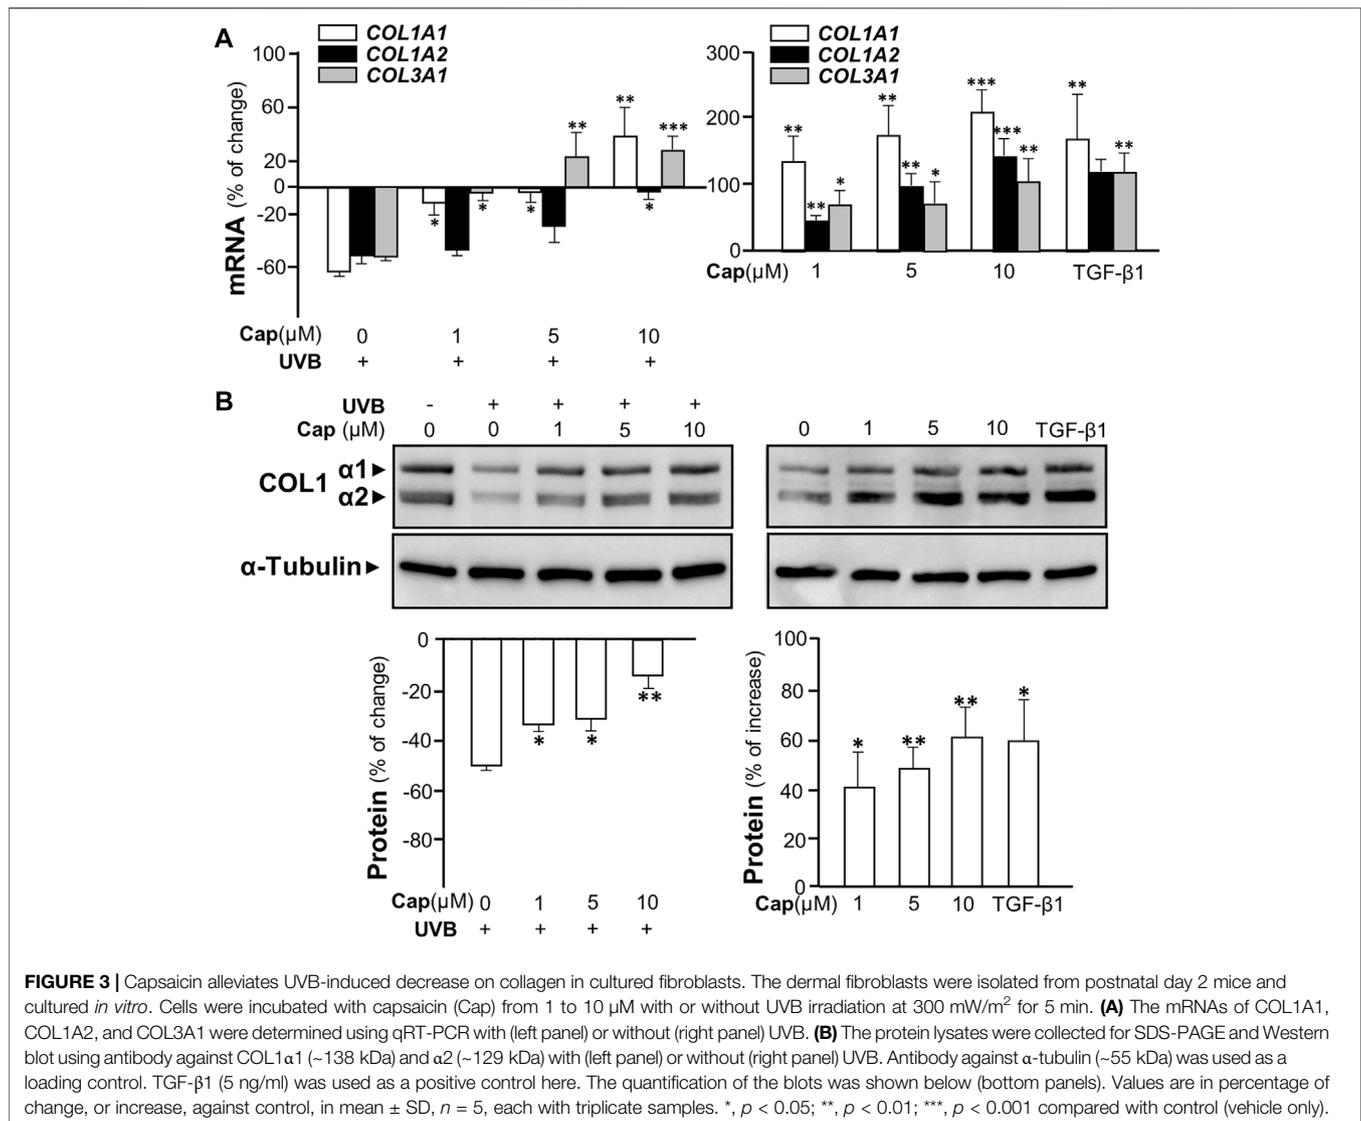 A
COL1A1
COL1A2
COL3A1
mRNA (% of change)
100
60
20
0
-20
-60
** ** ***
* * * *
Cap(μM) 0 1 5 10
UVB + + + +
COL1A1
COL1A2
COL3A1
300
200
100
0
** ** * ** ** * *** *** ** ** **
Cap(μM) 1 5 10 TGF-β1
B
UVB - + + + +
Cap (μM) 0 0 1 5 10
0 1 5 10 TGF-β1
COL1 α1
α2
α-Tubulin
Protein (% of change)
0
-20
-40
-60
-80
* * **
Cap(μM) 0 1 5 10
UVB + + + +
Protein (% of increase)
100
80
60
40
20
0
* ** ** *
Cap(μM) 1 5 10 TGF-β1
FIGURE 3 | Capsaicin alleviates UVB-induced decrease on collagen in cultured fibroblasts. The dermal fibroblasts were isolated from postnatal day 2 mice and
cultured in vitro. Cells were incubated with capsaicin (Cap) from 1 to 10 μM with or without UVB irradiation at 300 mW/m² for 5 min. (A) The mRNAs of COL1A1,
COL1A2, and COL3A1 were determined using qRT-PCR with (left panel) or without (right panel) UVB. (B) The protein lysates were collected for SDS-PAGE and Western
blot using antibody against COL1α1 (~138 kDa) and α2 (~129 kDa) with (left panel) or without (right panel) UVB. Antibody against α-tubulin (~55 kDa) was used as a
loading control. TGF-β1 (5 ng/ml) was used as a positive control here. The quantification of the blots was shown below (bottom panels). Values are in percentage of
change, or increase, against control, in mean ± SD, n = 5, each with triplicate samples. *, p < 0.05; **, p < 0.01; ***, p < 0.001 compared with control (vehicle only).